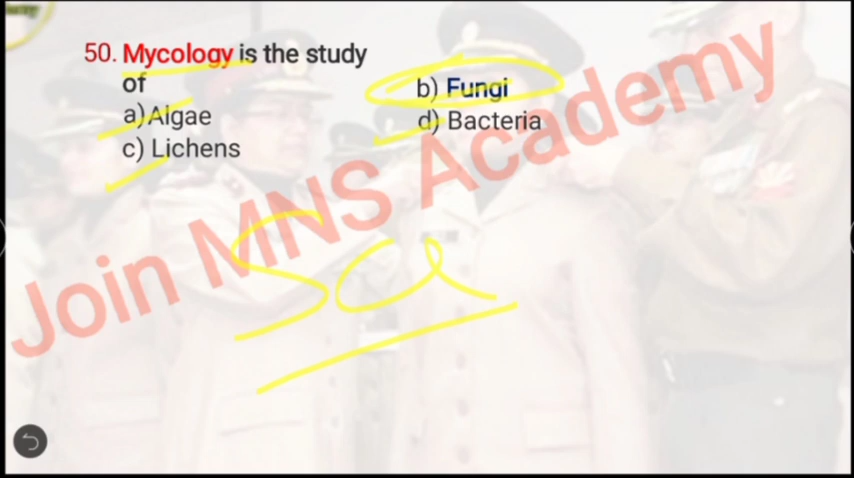 50. Mycology is the study
of
b) Fungi
a) Algae
d) Bacteria
c) Lichens
Join MNS Academy